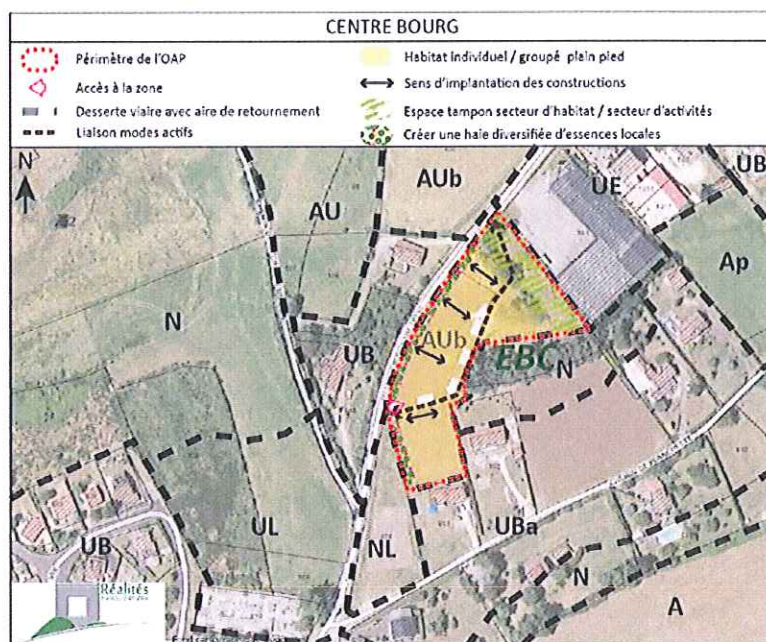 CENTRE BOURG
Périmètre de l'OAP
Accès à la zone
Desserte viaire avec aire de retournement
Liaison modes actifs
Habitat individuel / groupé plain pied
Sens d'implantation des constructions
Espace tampon secteur d'habitat / secteur d'activités
Créer une haie diversifiée d'essences locales
N
AUb
UE
UB
AU
Ap
N
UB
AUb
EBC
N
UB
UL
NL
UBa
N
A
Réalités